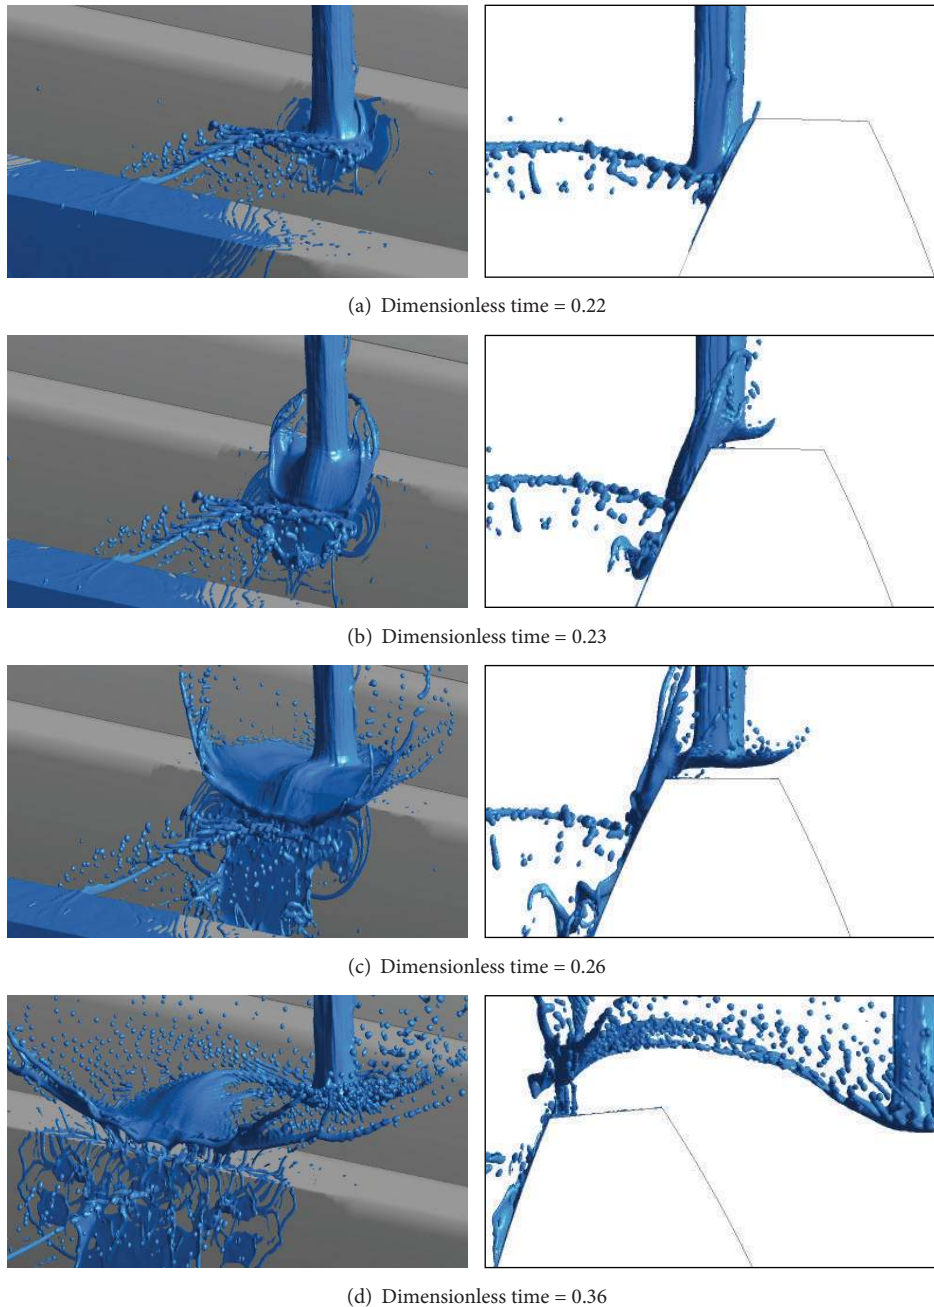 (a) Dimensionless time = 0.22
(b) Dimensionless time = 0.23
(c) Dimensionless time = 0.26
(d) Dimensionless time = 0.36